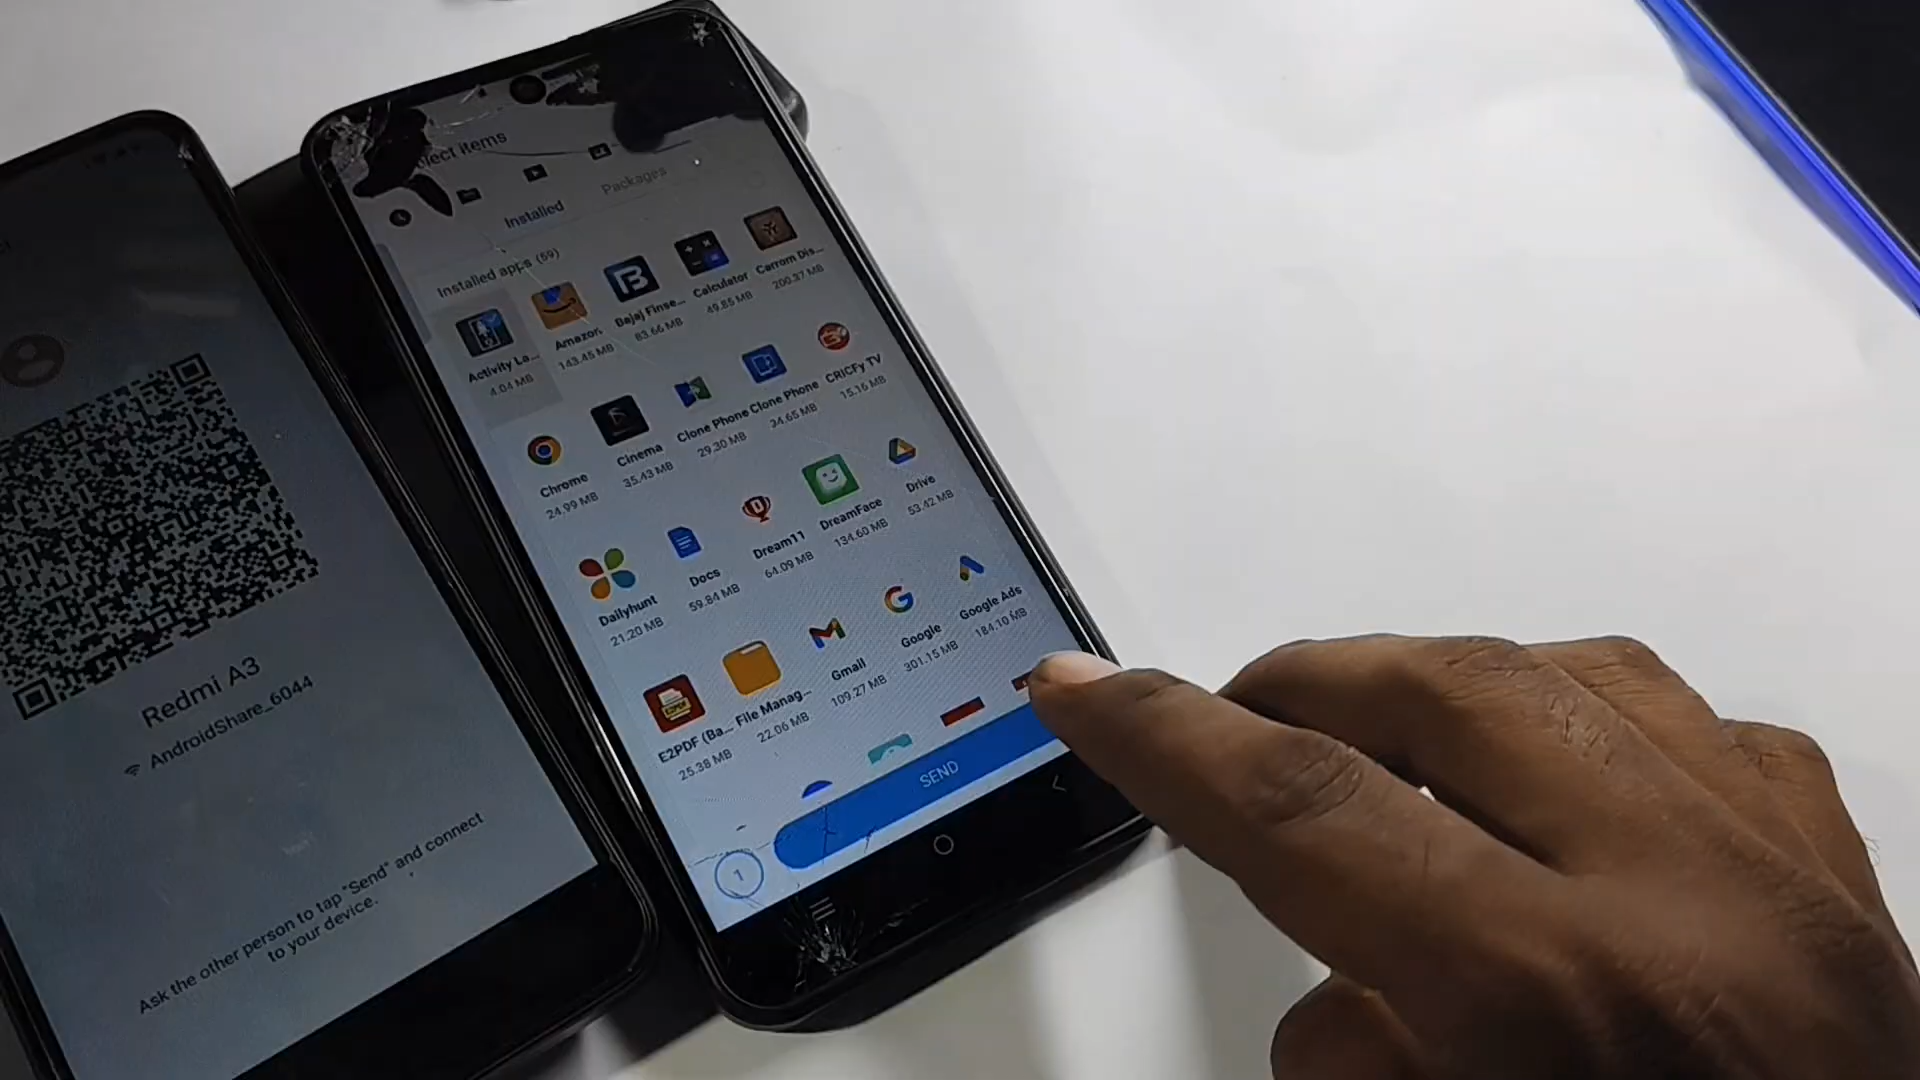 Redmi A3
AndroidShare_6044
Ask the other person to tap "Send" and connect
to your device.
items
Installed
Packages
Installed apps (59)
Activity La...
4.04 MB
Amazon
143.45 MB
Bajaj Finse...
83.66 MB
Calculator
49.85 MB
Carrom Dis...
200.37 MB
Chrome
24.99 MB
Cinema
35.43 MB
Clone Phone
29.30 MB
Clone Phone
34.65 MB
CRICFy TV
15.16 MB
Dailyhunt
21.20 MB
Docs
59.84 MB
Dream11
64.09 MB
DreamFace
134.60 MB
Drive
53.42 MB
E2PDF (Ba...
25.38 MB
File Manag...
22.06 MB
Gmail
109.27 MB
Google
301.15 MB
Google Ads
184.10 MB
SEND
1